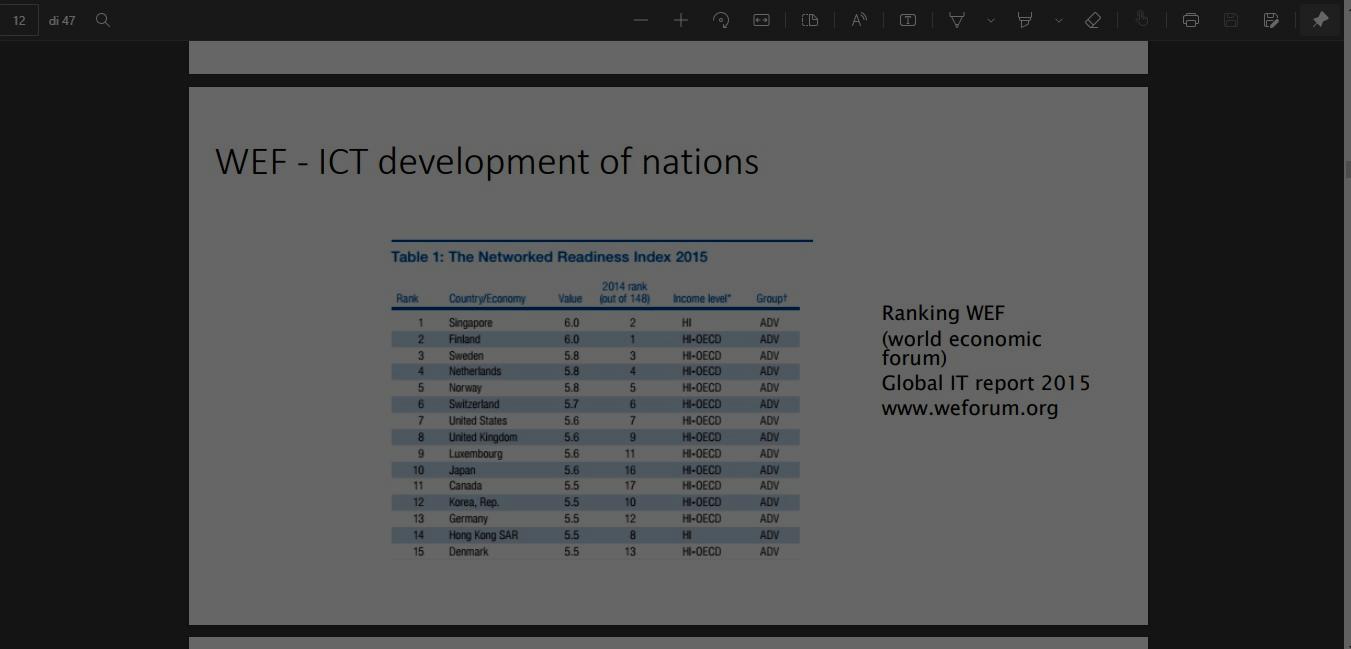 12 di 47
WEF - ICT development of nations
Table 1: The Networked Readiness Index 2015
Rank Country/Economy Value 2014 rank (out of 148) Income level* Group†
1 Singapore 6.0 2 HI ADV
2 Finland 6.0 1 HI-OECD ADV
3 Sweden 5.8 3 HI-OECD ADV
4 Netherlands 5.8 4 HI-OECD ADV
5 Norway 5.8 5 HI-OECD ADV
6 Switzerland 5.7 6 HI-OECD ADV
7 United States 5.6 7 HI-OECD ADV
8 United Kingdom 5.6 9 HI-OECD ADV
9 Luxembourg 5.6 11 HI-OECD ADV
10 Japan 5.6 16 HI-OECD ADV
11 Canada 5.5 17 HI-OECD ADV
12 Korea, Rep. 5.5 10 HI-OECD ADV
13 Germany 5.5 12 HI-OECD ADV
14 Hong Kong SAR 5.5 8 HI ADV
15 Denmark 5.5 13 HI-OECD ADV
Ranking WEF
(world economic
forum)
Global IT report 2015
www.weforum.org